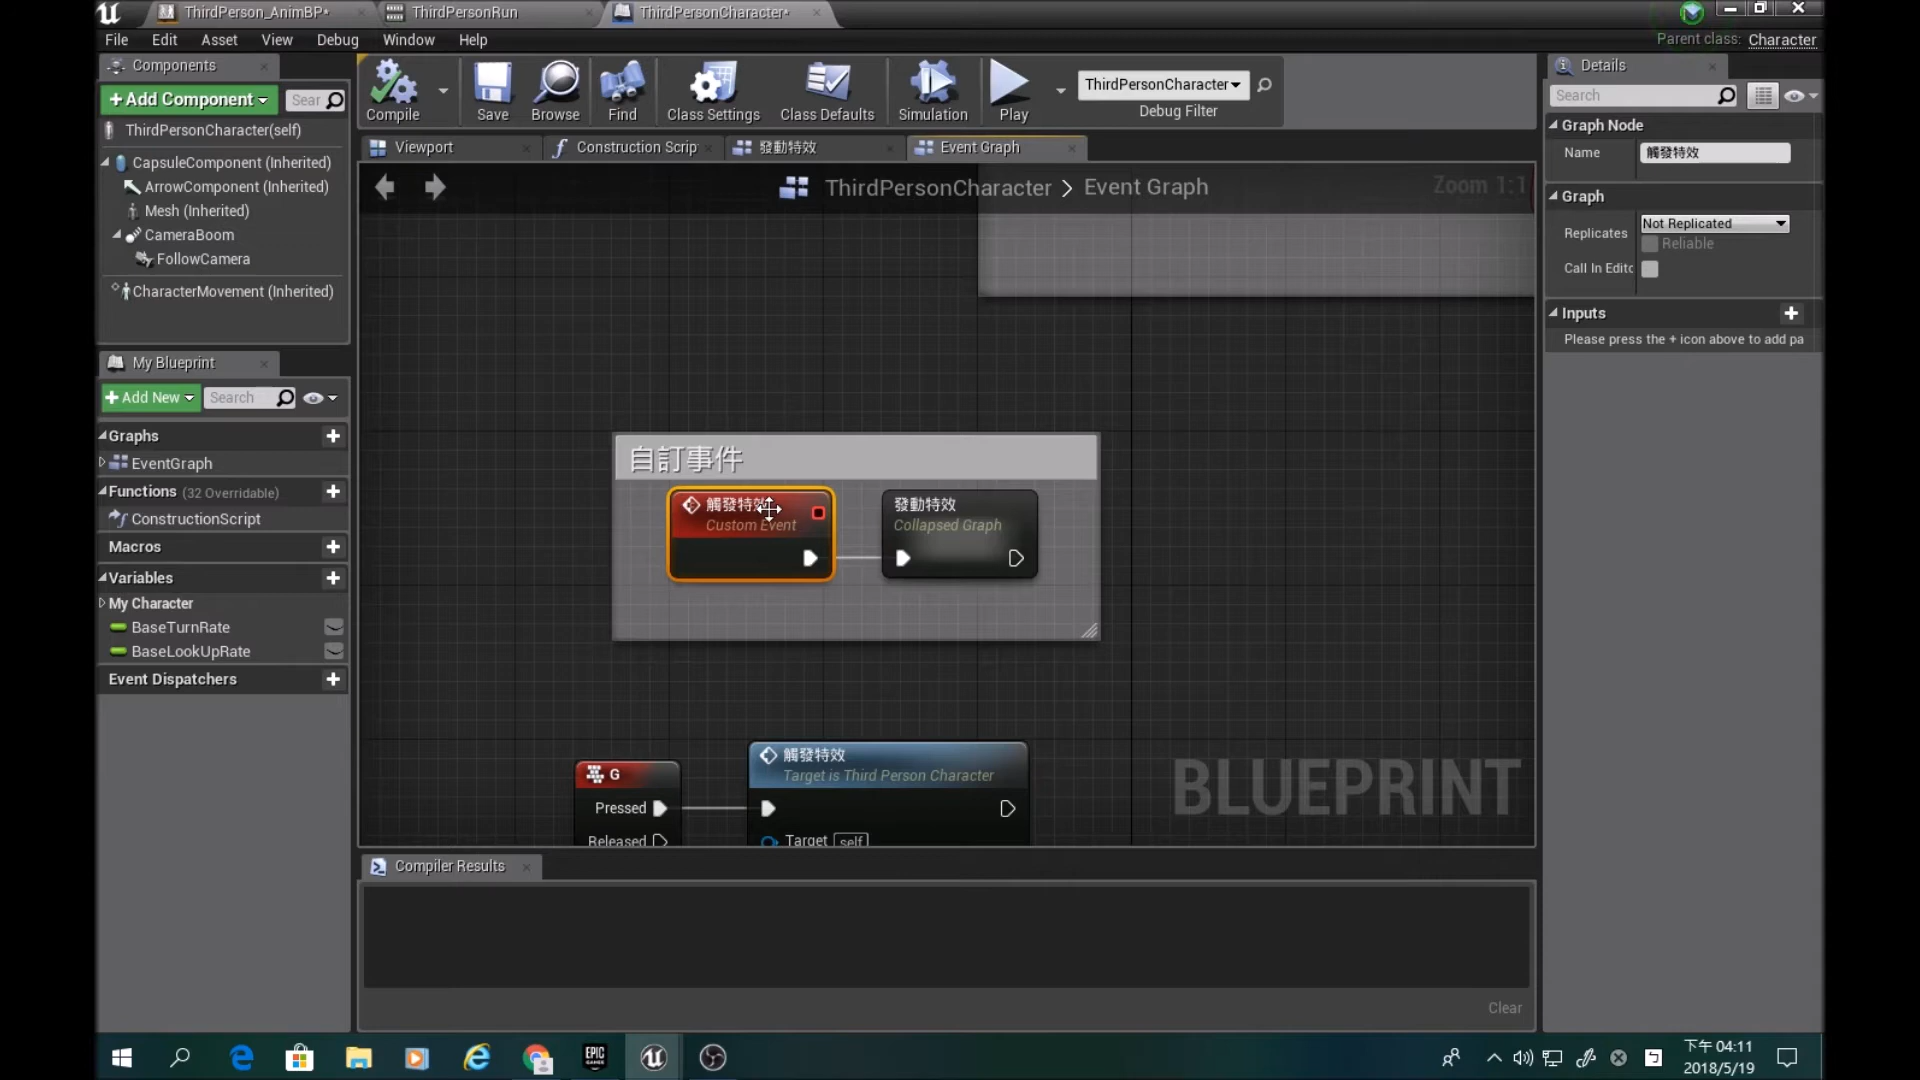 ThirdPerson_AnimBP*
ThirdPersonRun
ThirdPersonCharacter*
File Edit Asset View Debug Window Help
Parent class: Character
Components
+Add Component
Sear
ThirdPersonCharacter(self)
CapsuleComponent (Inherited)
ArrowComponent (Inherited)
Mesh (Inherited)
CameraBoom
FollowCamera
CharacterMovement (Inherited)
My Blueprint
+Add New
Search
Graphs
EventGraph
Functions (32 Overridable)
ConstructionScript
Macros
Variables
My Character
BaseTurnRate
BaseLookUpRate
Event Dispatchers
Compile
Save
Browse
Find
Class Settings
Class Defaults
Simulation
Play
ThirdPersonCharacter
Debug Filter
Viewport
Construction Scrip
發動特效
Event Graph
ThirdPersonCharacter > Event Graph
Zoom 1:1
自訂事件
觸發特效
Custom Event
發動特效
Collapsed Graph
G
Pressed
Released
觸發特效
Target is Third Person Character
Target self
BLUEPRINT
Compiler Results
Clear
Details
Search
Graph Node
Name 觸發特效
Graph
Replicates Not Replicated
Reliable
Call In Edito
Inputs
Please press the + icon above to add pa
EPIC
GAMES
下午 04:11
2018/5/19